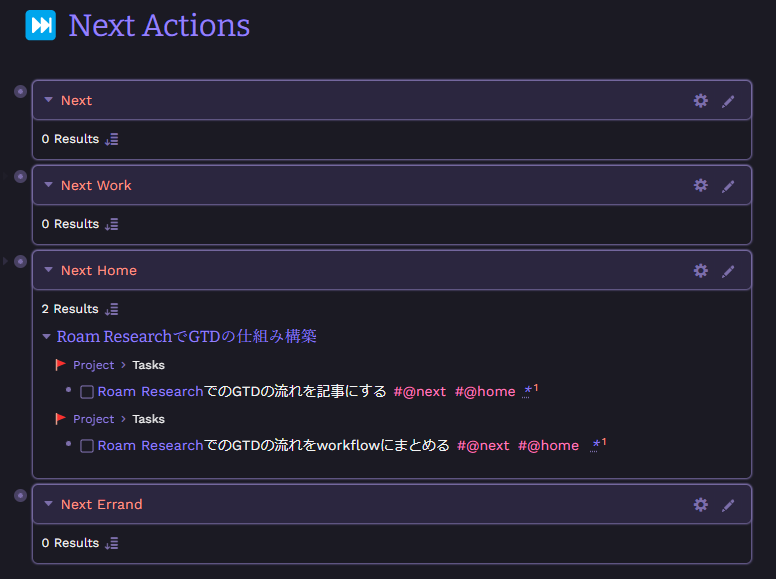 Next Actions
Next
0 Results
Next Work
0 Results
Next Home
2 Results
Roam ResearchでGTDの仕組み構築
Project › Tasks
Roam ResearchでのGTDの流れを記事にする #@next #@home *1
Project › Tasks
Roam ResearchでのGTDの流れをworkflowにまとめる #@next #@home *1
Next Errand
0 Results